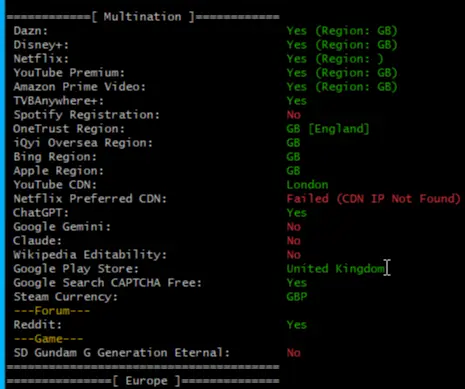 ============[ Multination ]============
Dazn: Yes (Region: GB)
Disney+: Yes (Region: GB)
Netflix: Yes (Region: )
YouTube Premium: Yes (Region: GB)
Amazon Prime Video: Yes (Region: GB)
TVBAnywhere+: Yes
Spotify Registration: No
OneTrust Region: GB [England]
iQyi Oversea Region: GB
Bing Region: GB
Apple Region: GB
YouTube CDN: London
Netflix Preferred CDN: Failed (CDN IP Not Found)
ChatGPT: Yes
Google Gemini: No
Claude: No
Wikipedia Editability: No
Google Play Store: United Kingdom
Google Search CAPTCHA Free: Yes
Steam Currency: GBP
---Forum---
Reddit: Yes
---Game---
SD Gundam G Generation Eternal: No
=======================================
===============[ Europe ]==============